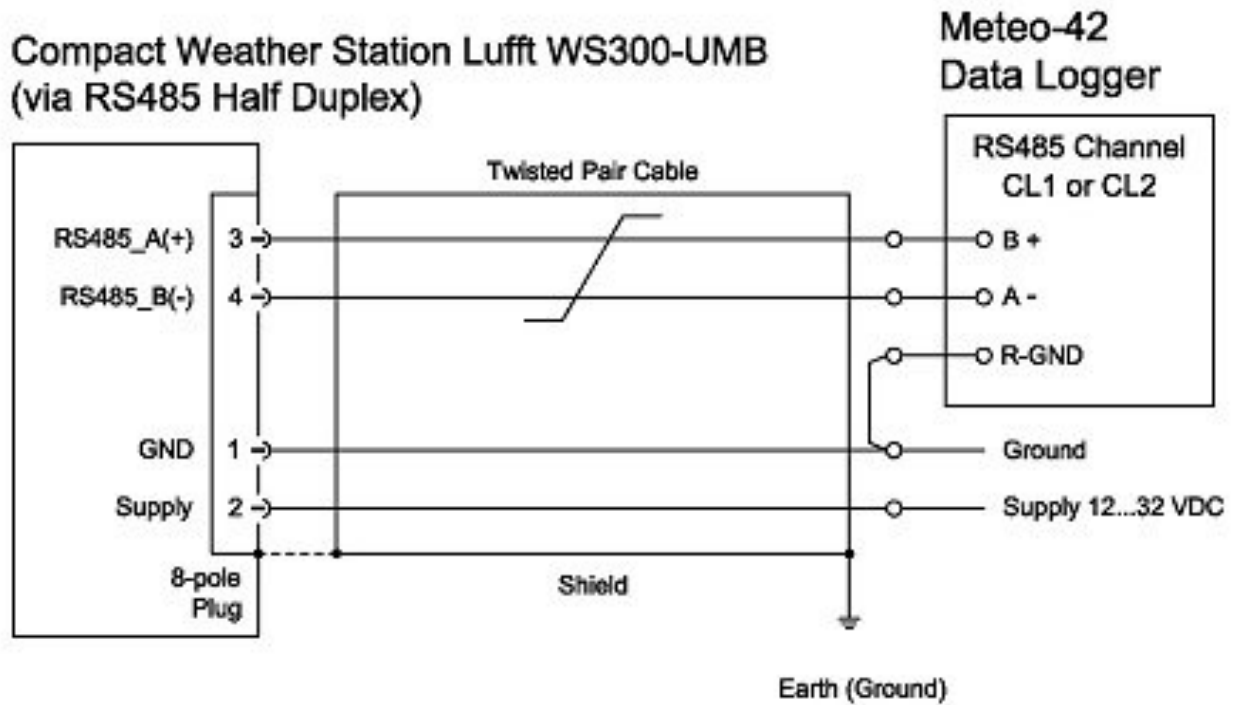 Compact Weather Station Lufft WS300-UMB
(via RS485 Half Duplex)
Meteo-42
Data Logger
RS485 Channel
CL1 or CL2
Twisted Pair Cable
RS485_A(+) 3 B +
RS485_B(-) 4 A -
R-GND
GND 1 Ground
Supply 2 Supply 12...32 VDC
8-pole
Plug
Shield
Earth (Ground)